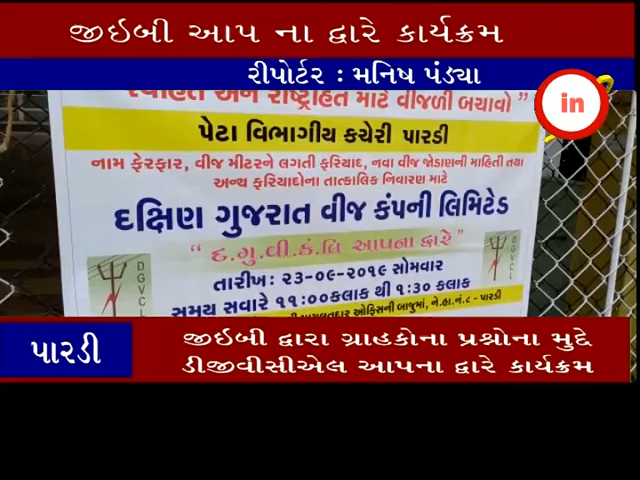 જીઇબી આપ ના દ્વારે કાર્યક્રમ
રીપોર્ટર : મનિષ પંડ્યા
in
અને રાષ્ટ્રહિત માટે વીજળી બચાવો "
પેટા વિભાગીય કચેરી પારડી
નામ ફેરફાર, વીજ મીટરને લગતી ફરિયાદ, નવા વીજ જોડાણની માહિતી તથા
અન્ય ફરિયાદોના તાત્કાલિક નિવારણ માટે
દક્ષિણ ગુજરાત વીજ કંપની લિમિટેડ
" દ.ગુ.વી.કં.લિ આપના દ્વારે"
તારીખઃ ૨૩-૦૯-૨૦૧૯ સોમવાર
સમય સવારે ૧૧:૦૦કલાક થી ૧:૩૦ કલાક
ઓફિસની બાજુમાં, ને.હા.નં.૮ - પારડી
DGVCL
DGVCL
પારડી
જીઇબી દ્વારા ગ્રાહકોના પ્રશ્નોના મુદે
ડીજીવીસીએલ આપના દ્વારે કાર્યક્રમ